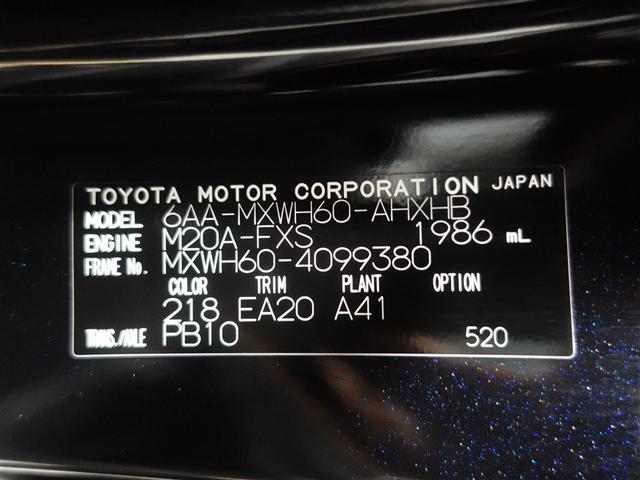 TOYOTA MOTOR CORPORATION JAPAN
MODEL 6AA-MXWH60-AHXHB
ENGINE M20A-FXS 1986 mL
FRAME No. MXWH60-4099380
COLOR TRIM PLANT OPTION
218 EA20 A41
TRANS./AXLE PB10 520